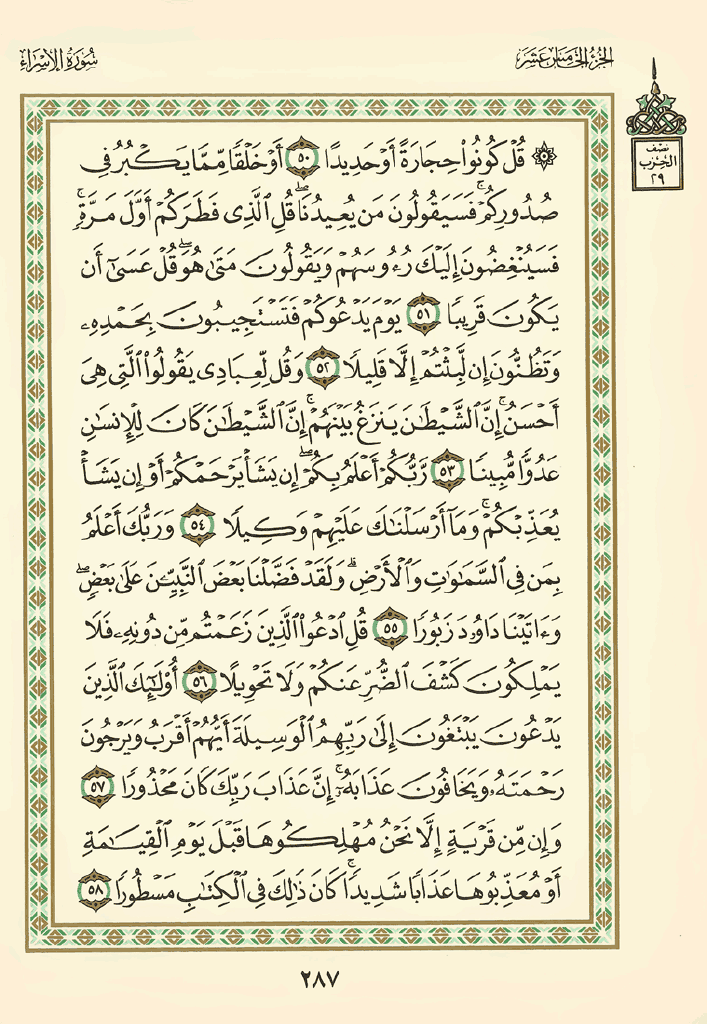 الجزء الخامس عشر
سورة الإسراء
نصف
الحزب
٢٩
۞ قُلْ كُونُوا۟ حِجَارَةً أَوْ حَدِيدًا ٥٠ أَوْ خَلْقًا مِّمَّا يَكْبُرُ فِى
صُدُورِكُمْ ۚ فَسَيَقُولُونَ مَن يُعِيدُنَا ۖ قُلِ ٱلَّذِى فَطَرَكُمْ أَوَّلَ مَرَّةٍ ۚ
فَسَيُنْغِضُونَ إِلَيْكَ رُءُوسَهُمْ وَيَقُولُونَ مَتَىٰ هُوَ ۖ قُلْ عَسَىٰٓ أَن
يَكُونَ قَرِيبًا ٥١ يَوْمَ يَدْعُوكُمْ فَتَسْتَجِيبُونَ بِحَمْدِهِۦ
وَتَظُنُّونَ إِن لَّبِثْتُمْ إِلَّا قَلِيلًا ٥٢ وَقُل لِّعِبَادِى يَقُولُوا۟ ٱلَّتِى هِىَ
أَحْسَنُ ۚ إِنَّ ٱلشَّيْطَـٰنَ يَنزَغُ بَيْنَهُمْ ۚ إِنَّ ٱلشَّيْطَـٰنَ كَانَ لِلْإِنسَـٰنِ
عَدُوًّا مُّبِينًا ٥٣ رَّبُّكُمْ أَعْلَمُ بِكُمْ ۖ إِن يَشَأْ يَرْحَمْكُمْ أَوْ إِن يَشَأْ
يُعَذِّبْكُمْ ۚ وَمَآ أَرْسَلْنَـٰكَ عَلَيْهِمْ وَكِيلًا ٥٤ وَرَبُّكَ أَعْلَمُ
بِمَن فِى ٱلسَّمَـٰوَٰتِ وَٱلْأَرْضِ ۗ وَلَقَدْ فَضَّلْنَا بَعْضَ ٱلنَّبِيِّـۧنَ عَلَىٰ بَعْضٍ ۖ
وَءَاتَيْنَا دَاوُۥدَ زَبُورًا ٥٥ قُلِ ٱدْعُوا۟ ٱلَّذِينَ زَعَمْتُم مِّن دُونِهِۦ فَلَا
يَمْلِكُونَ كَشْفَ ٱلضُّرِّ عَنكُمْ وَلَا تَحْوِيلًا ٥٦ أُو۟لَـٰٓئِكَ ٱلَّذِينَ
يَدْعُونَ يَبْتَغُونَ إِلَىٰ رَبِّهِمُ ٱلْوَسِيلَةَ أَيُّهُمْ أَقْرَبُ وَيَرْجُونَ
رَحْمَتَهُۥ وَيَخَافُونَ عَذَابَهُۥٓ ۚ إِنَّ عَذَابَ رَبِّكَ كَانَ مَحْذُورًا ٥٧
وَإِن مِّن قَرْيَةٍ إِلَّا نَحْنُ مُهْلِكُوهَا قَبْلَ يَوْمِ ٱلْقِيَـٰمَةِ
أَوْ مُعَذِّبُوهَا عَذَابًا شَدِيدًا ۚ كَانَ ذَٰلِكَ فِى ٱلْكِتَـٰبِ مَسْطُورًا ٥٨
٢٨٧